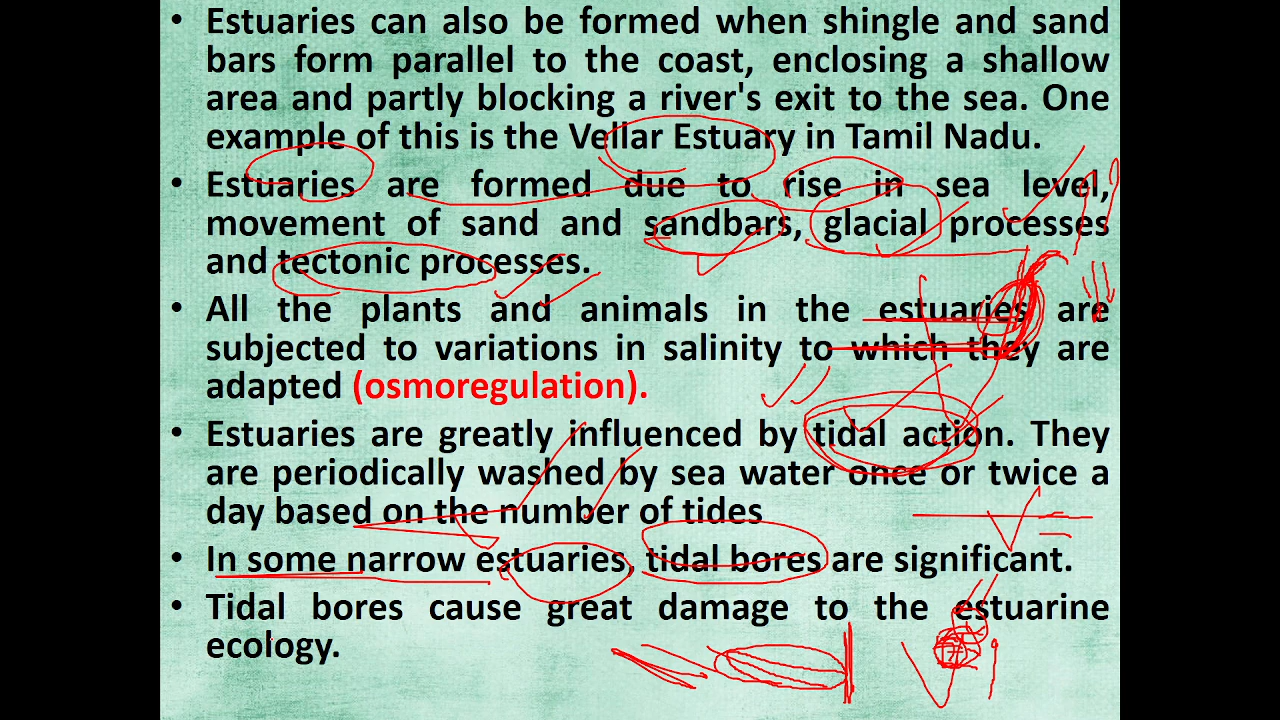 • Estuaries can also be formed when shingle and sand
bars form parallel to the coast, enclosing a shallow
area and partly blocking a river's exit to the sea. One
example of this is the Vellar Estuary in Tamil Nadu.
• Estuaries are formed due to rise in sea level,
movement of sand and sandbars, glacial processes
and tectonic processes.
• All the plants and animals in the estuaries are
subjected to variations in salinity to which they are
adapted (osmoregulation).
• Estuaries are greatly influenced by tidal action. They
are periodically washed by sea water once or twice a
day based on the number of tides
• In some narrow estuaries, tidal bores are significant.
• Tidal bores cause great damage to the estuarine
ecology.